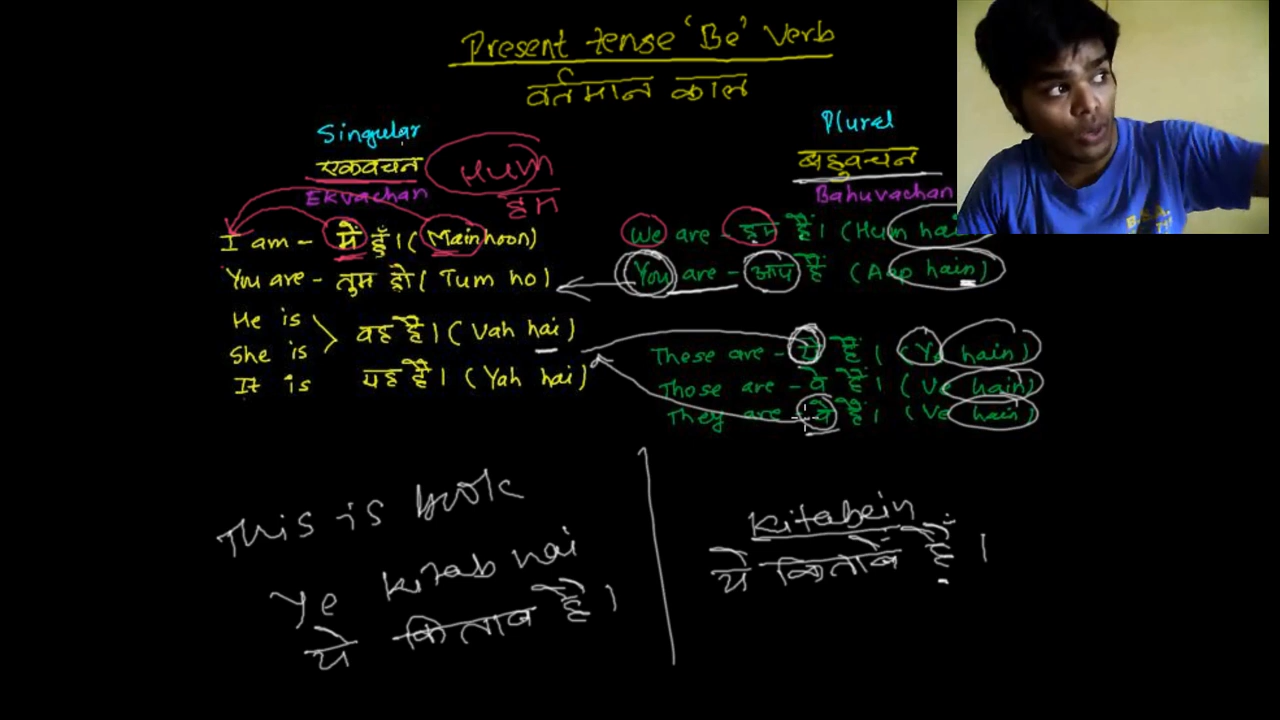 Present tense 'Be' Verb
वर्तमान काल
Singular
एकवचन
Hum
Ekvachan
हम
I am - मैं हूँ। (Main hoon)
You are - तुम हो। (Tum ho)
He is
She is
वह है। (Vah hai)
It is
यह है। (Yah hai)
Plural
बहुवचन
Bahuvachan
We are - हम हैं। (Hum hain
You are - आप हैं (Aap hain)
These are - ये हैं। (Ye hain)
Those are - वे हैं। (Ve hain)
They are - वे हैं। (Ve hain)
This is book
Ye kitab hai
ये किताब है।
Kitabein
ये किताबें हैं।